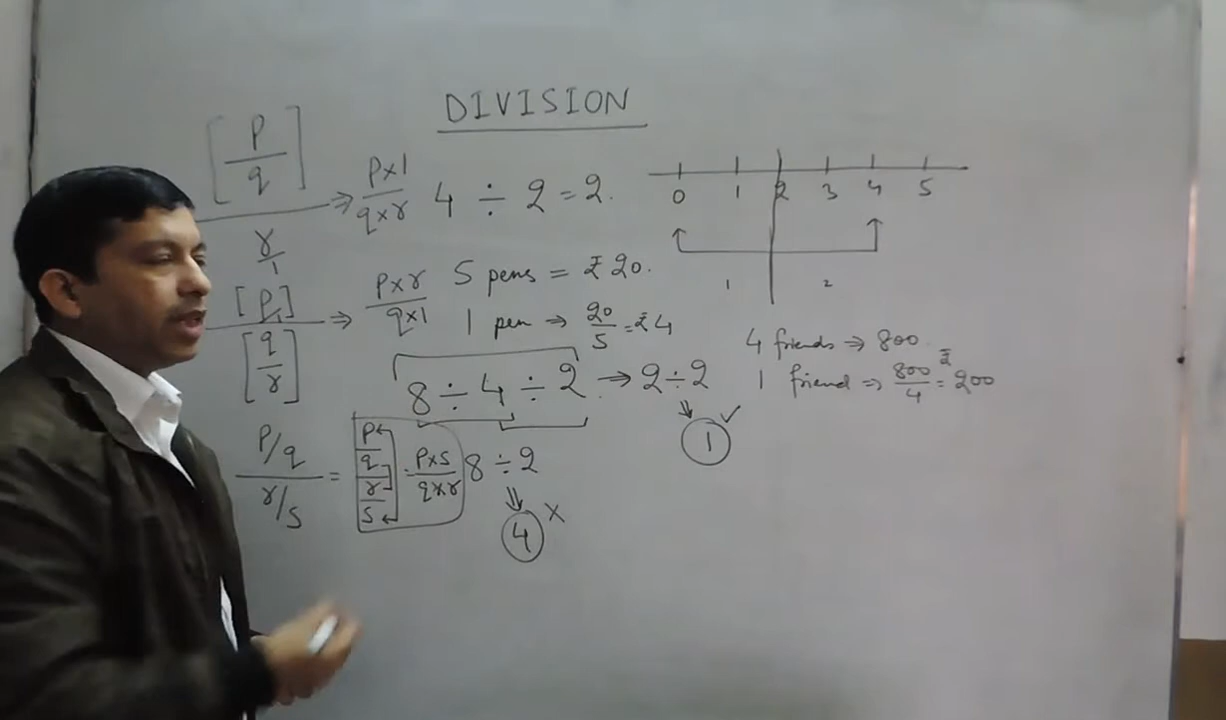 DIVISION
[p/q] / (r/1) ⇒ (p×1)/(q×r)
4 ÷ 2 = 2.
0 1 2 3 4 5
1 2
[p/1] / [q/r] ⇒ (p×r)/(q×1)
5 pens = ₹20.
1 pen ⇒ 20/5 = ₹4
4 friends ⇒ 800.
1 friend ⇒ 800/4 = ₹200
8 ÷ 4 ÷ 2 ⇒ 2 ÷ 2
⇓
1 ✓
(p/q) / (r/s) = p/q/r/s = (p×s)/(q×r)
8 ÷ 2
⇓
4 ×